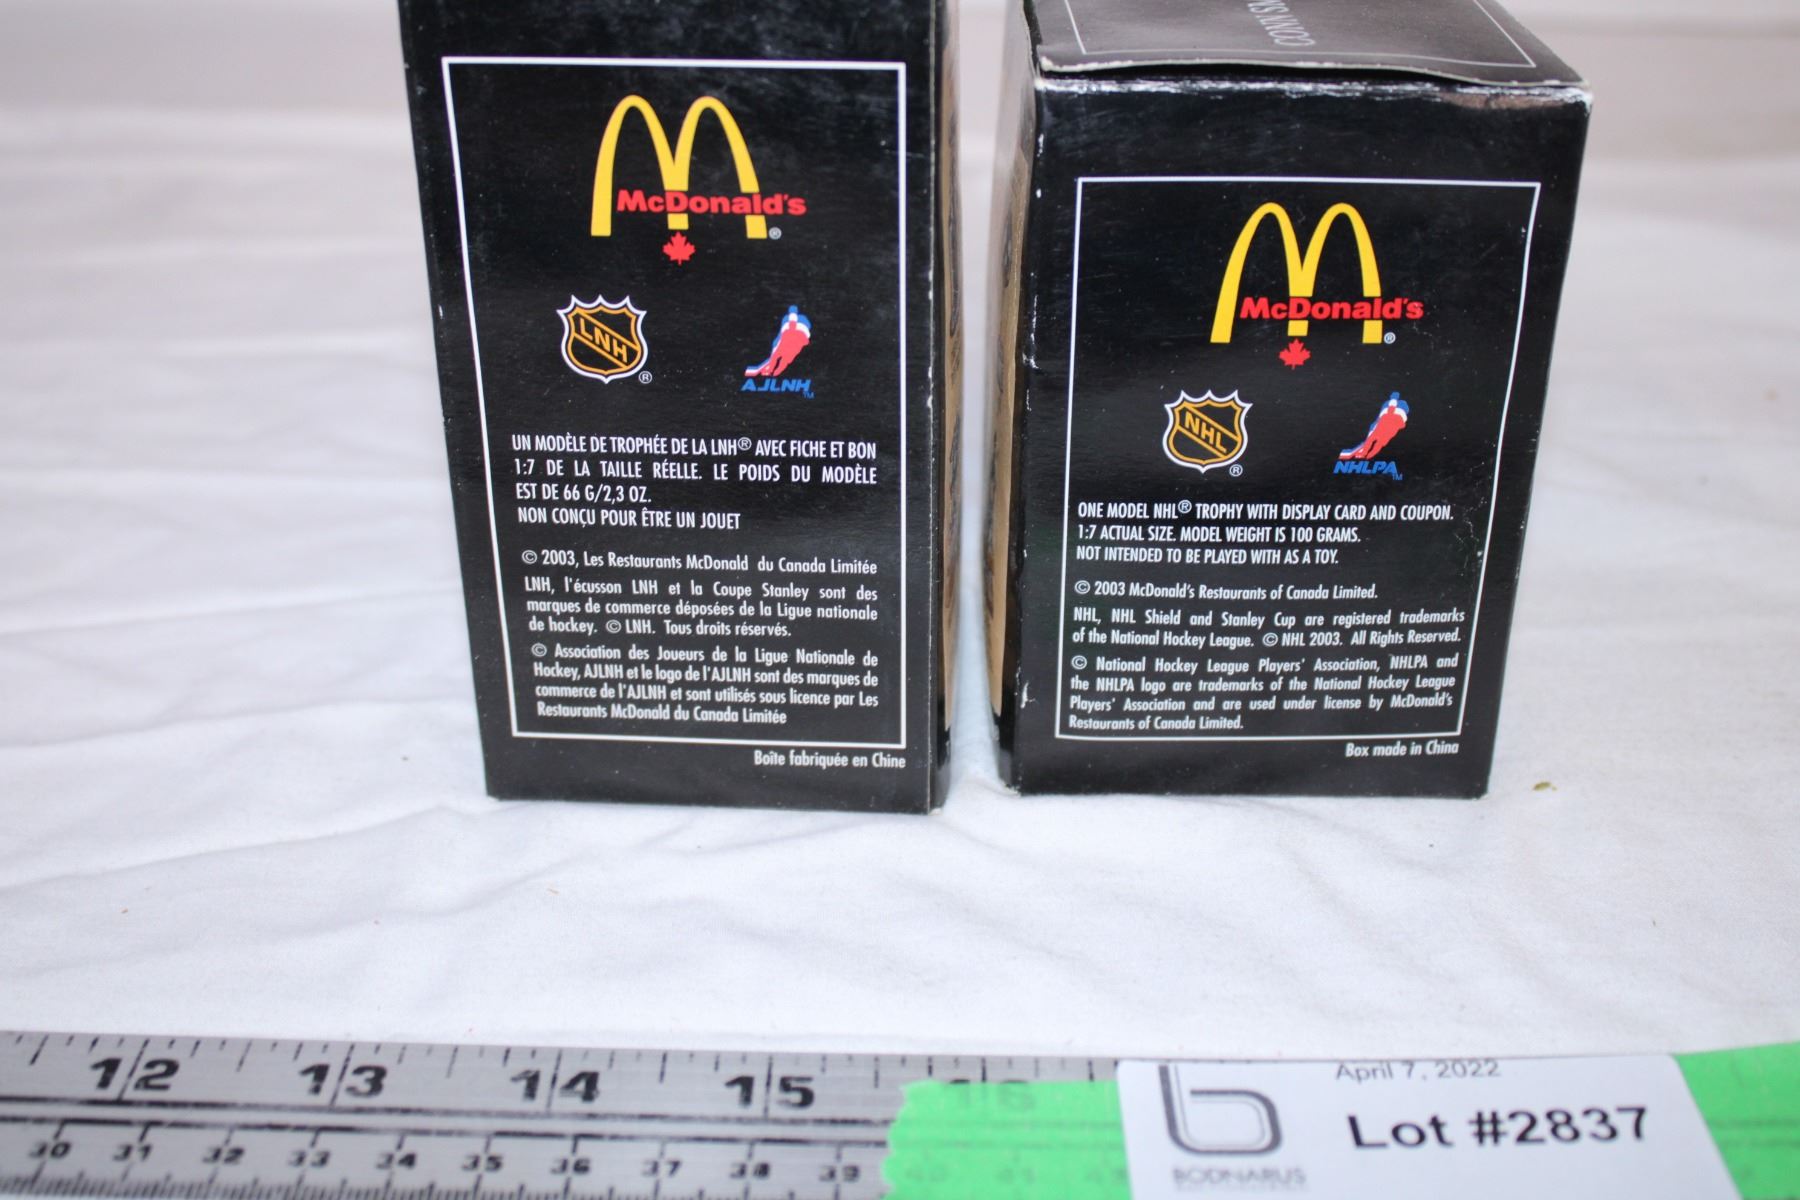 McDonald's
®
LNH
®
AJLNH
TM
UN MODÈLE DE TROPHÉE DE LA LNH® AVEC FICHE ET BON
1:7 DE LA TAILLE RÉELLE. LE POIDS DU MODÈLE
EST DE 66 G/2,3 OZ.
NON CONÇU POUR ÊTRE UN JOUET
© 2003, Les Restaurants McDonald du Canada Limitée
LNH, l'écusson LNH et la Coupe Stanley sont des
marques de commerce déposées de la Ligue nationale
de hockey. © LNH. Tous droits réservés.
© Association des Joueurs de la Ligue Nationale de
Hockey, AJLNH et le logo de l'AJLNH sont des marques de
commerce de l'AJLNH et sont utilisés sous licence par Les
Restaurants McDonald du Canada Limitée
Boîte fabriquée en Chine
CONN SM
McDonald's
®
NHL
®
NHLPA
TM
ONE MODEL NHL® TROPHY WITH DISPLAY CARD AND COUPON.
1:7 ACTUAL SIZE. MODEL WEIGHT IS 100 GRAMS.
NOT INTENDED TO BE PLAYED WITH AS A TOY.
© 2003 McDonald's Restaurants of Canada Limited.
NHL, NHL Shield and Stanley Cup are registered trademarks
of the National Hockey League. © NHL 2003. All Rights Reserved.
© National Hockey League Players' Association, NHLPA and
the NHLPA logo are trademarks of the National Hockey League
Players' Association and are used under license by McDonald's
Restaurants of Canada Limited.
Box made in China
12 13 14 15 16
30 31 32 33 34 35 36 37 38 39 40 41
April 7, 2022
Lot #2837
BODNARUS